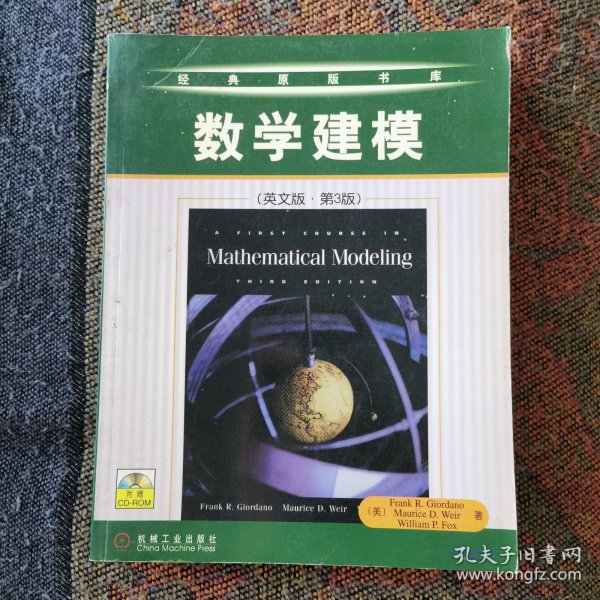 经典原版书库
数学建模
(英文版·第3版)
A FIRST COURSE IN
Mathematical Modeling
THIRD EDITION
附赠
CD-ROM
Frank R. Giordano Maurice D. Weir
(美) Frank R. Giordano
Maurice D. Weir 著
William P. Fox
机械工业出版社
China Machine Press
孔夫子旧书网
www.kongfz.com